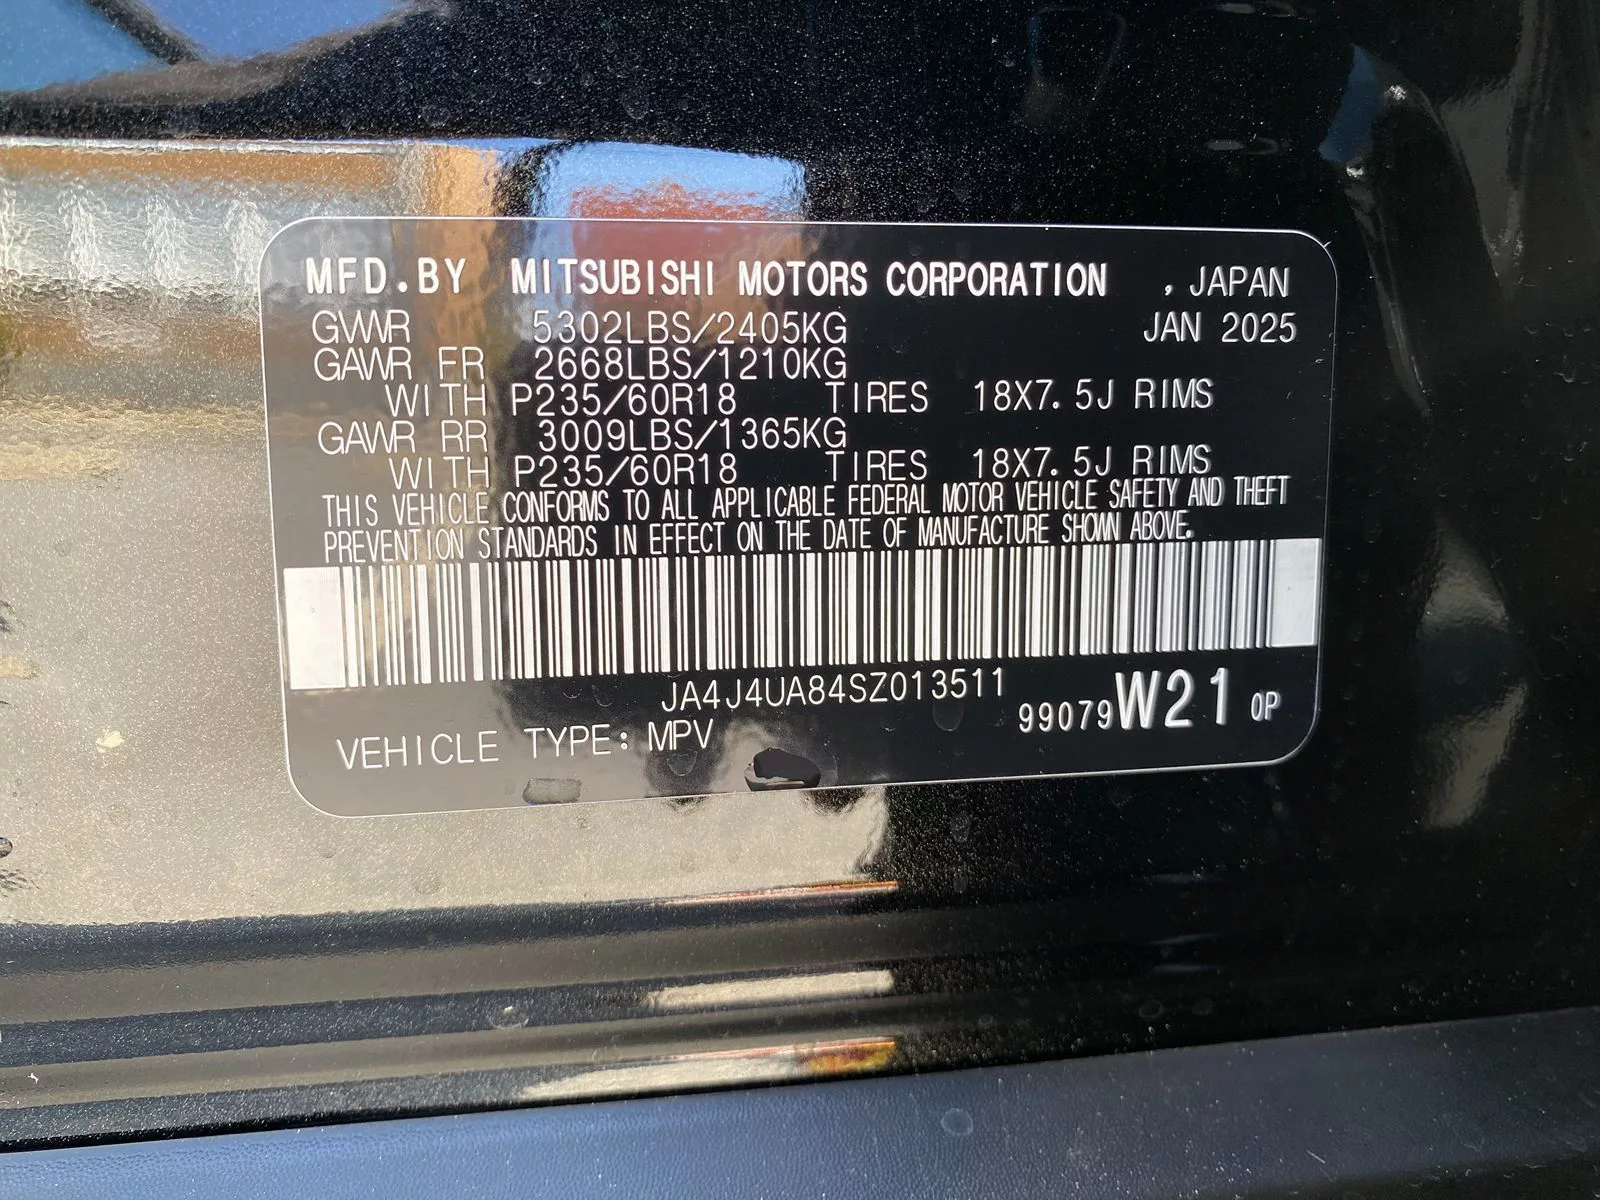 MFD.BY MITSUBISHI MOTORS CORPORATION , JAPAN
GVWR 5302LBS/2405KG JAN 2025
GAWR FR 2668LBS/1210KG
WITH P235/60R18 TIRES 18X7.5J RIMS
GAWR RR 3009LBS/1365KG
WITH P235/60R18 TIRES 18X7.5J RIMS
THIS VEHICLE CONFORMS TO ALL APPLICABLE FEDERAL MOTOR VEHICLE SAFETY AND THEFT
PREVENTION STANDARDS IN EFFECT ON THE DATE OF MANUFACTURE SHOWN ABOVE.
JA4J4UA84SZ013511
99079W21 OP
VEHICLE TYPE: MPV